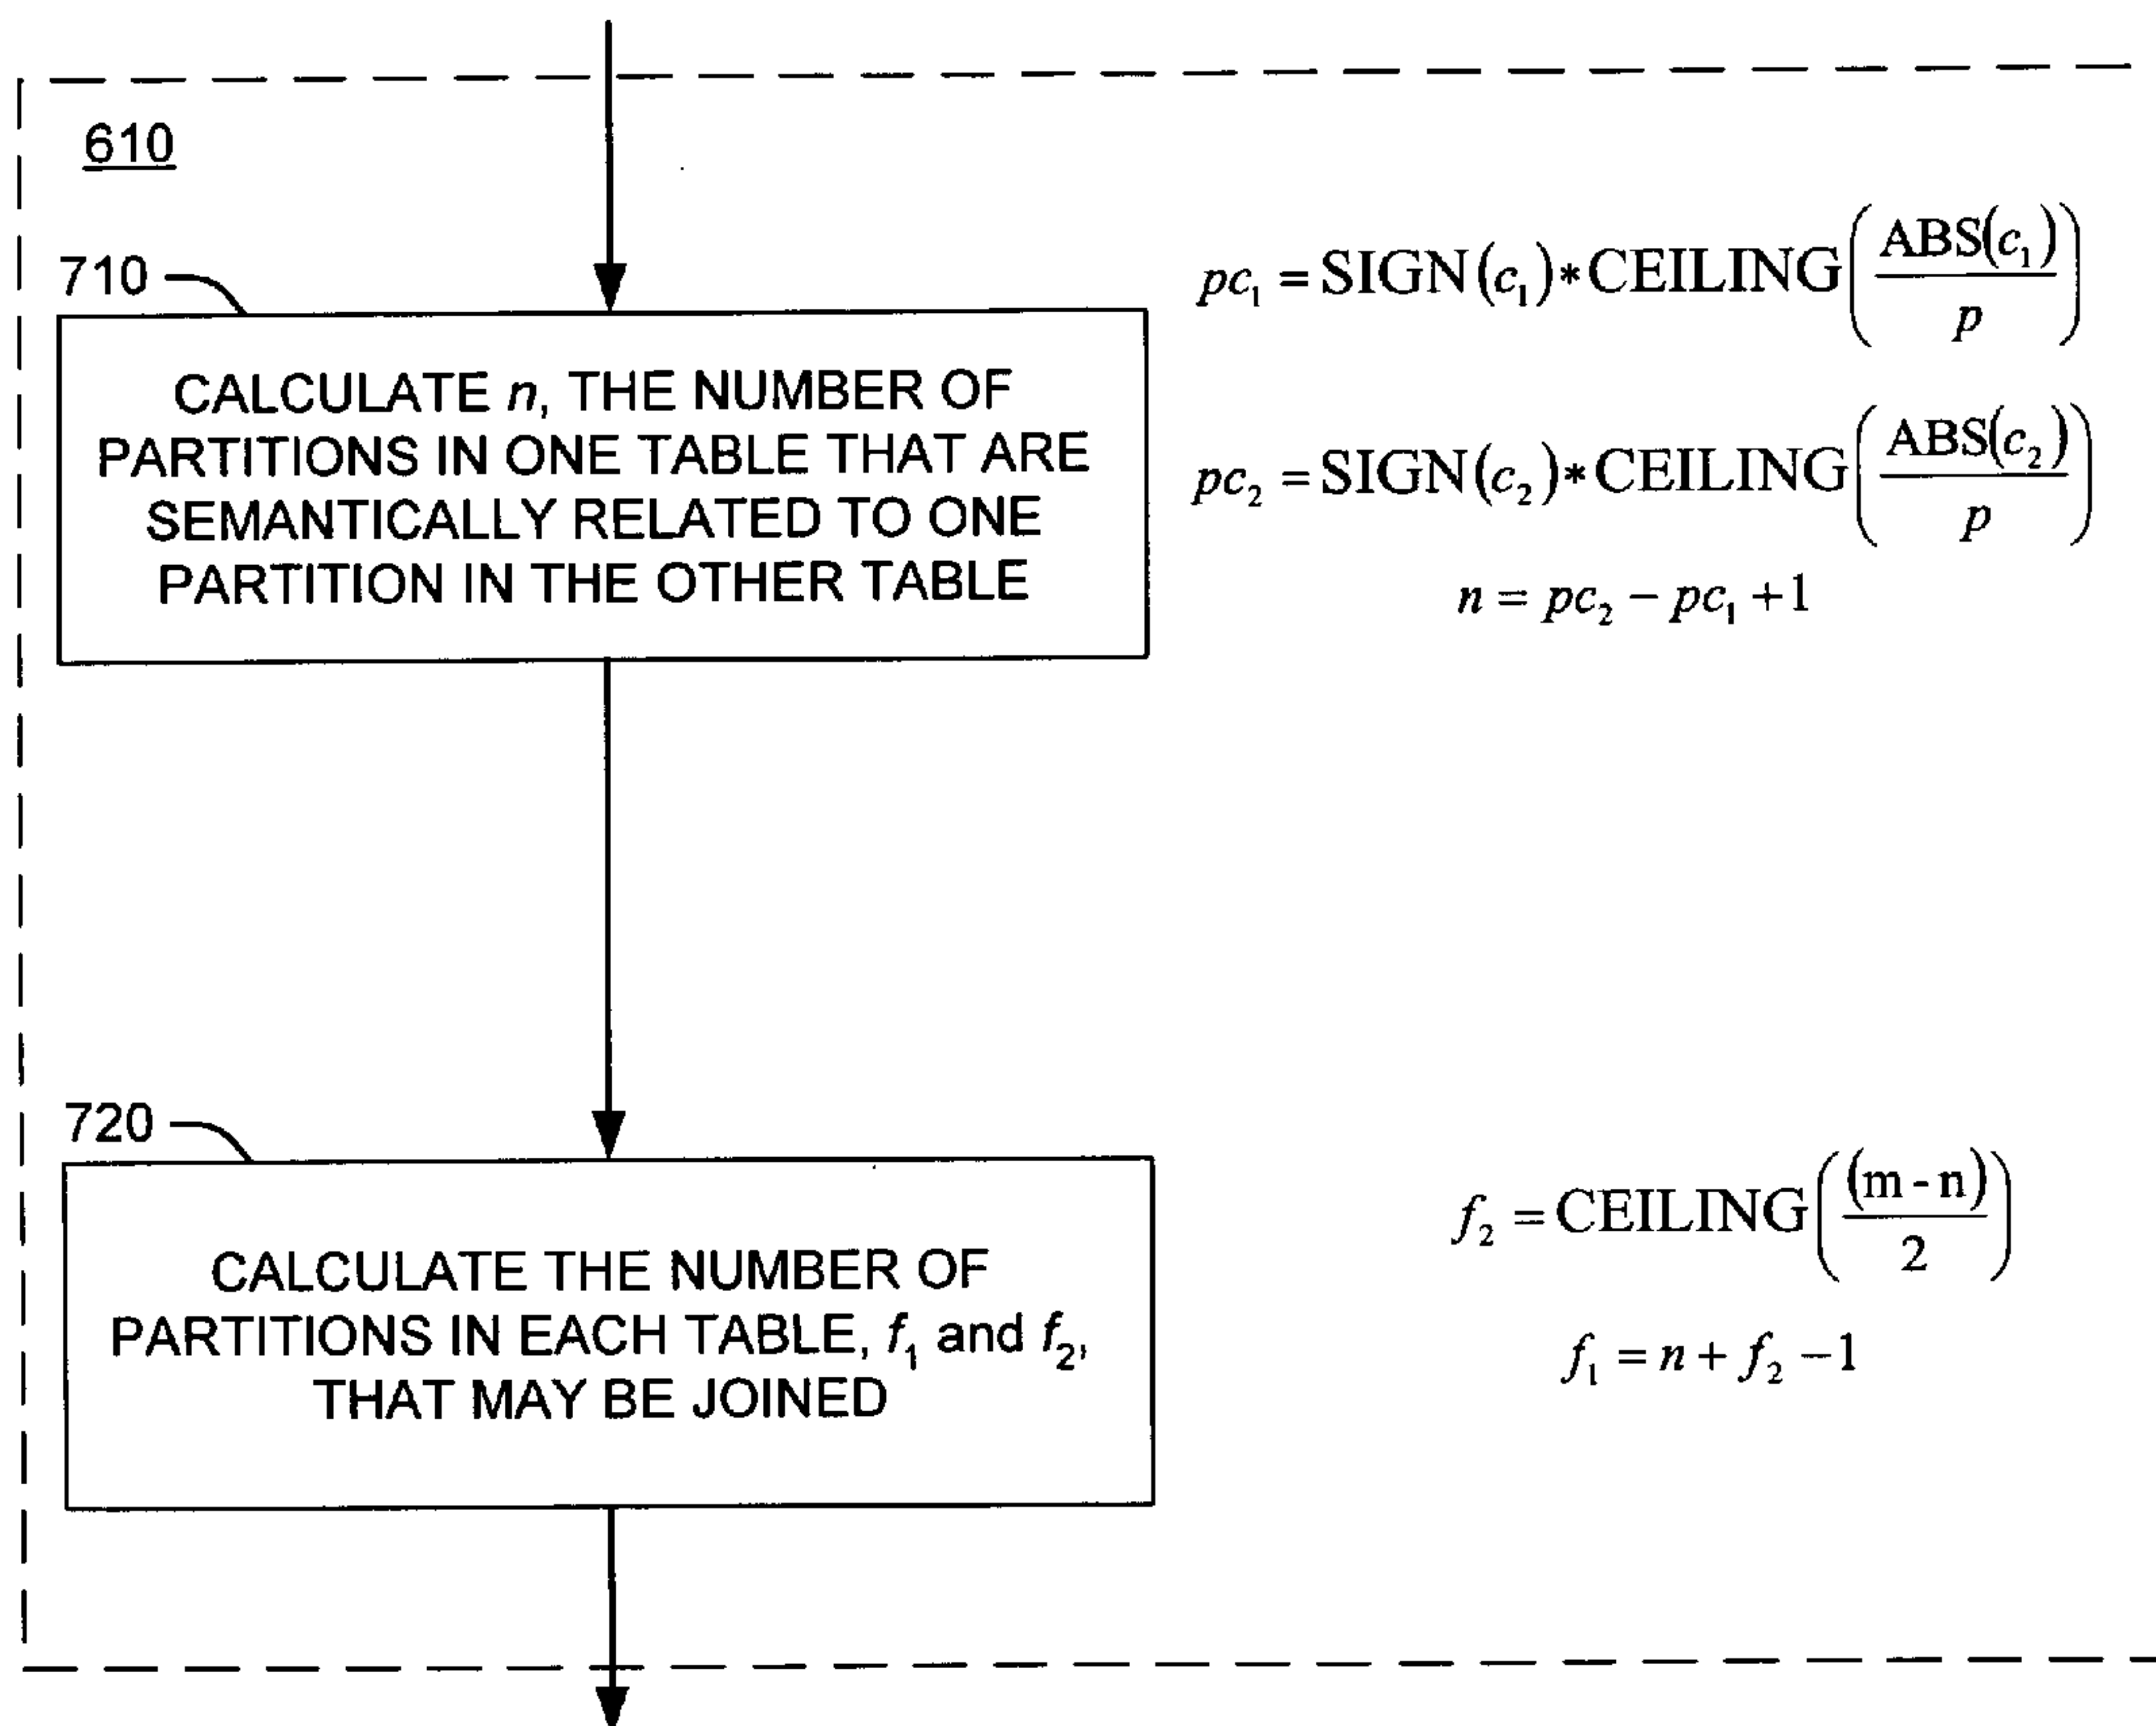 610
710
CALCULATE n, THE NUMBER OF
PARTITIONS IN ONE TABLE THAT ARE
SEMANTICALLY RELATED TO ONE
PARTITION IN THE OTHER TABLE
pc₁ = SIGN(c₁)*CEILING(ABS(c₁)/p)
pc₂ = SIGN(c₂)*CEILING(ABS(c₂)/p)
n = pc₂ − pc₁ + 1
720
CALCULATE THE NUMBER OF
PARTITIONS IN EACH TABLE, f₁ and f₂,
THAT MAY BE JOINED
f₂ = CEILING((m - n)/2)
f₁ = n + f₂ − 1